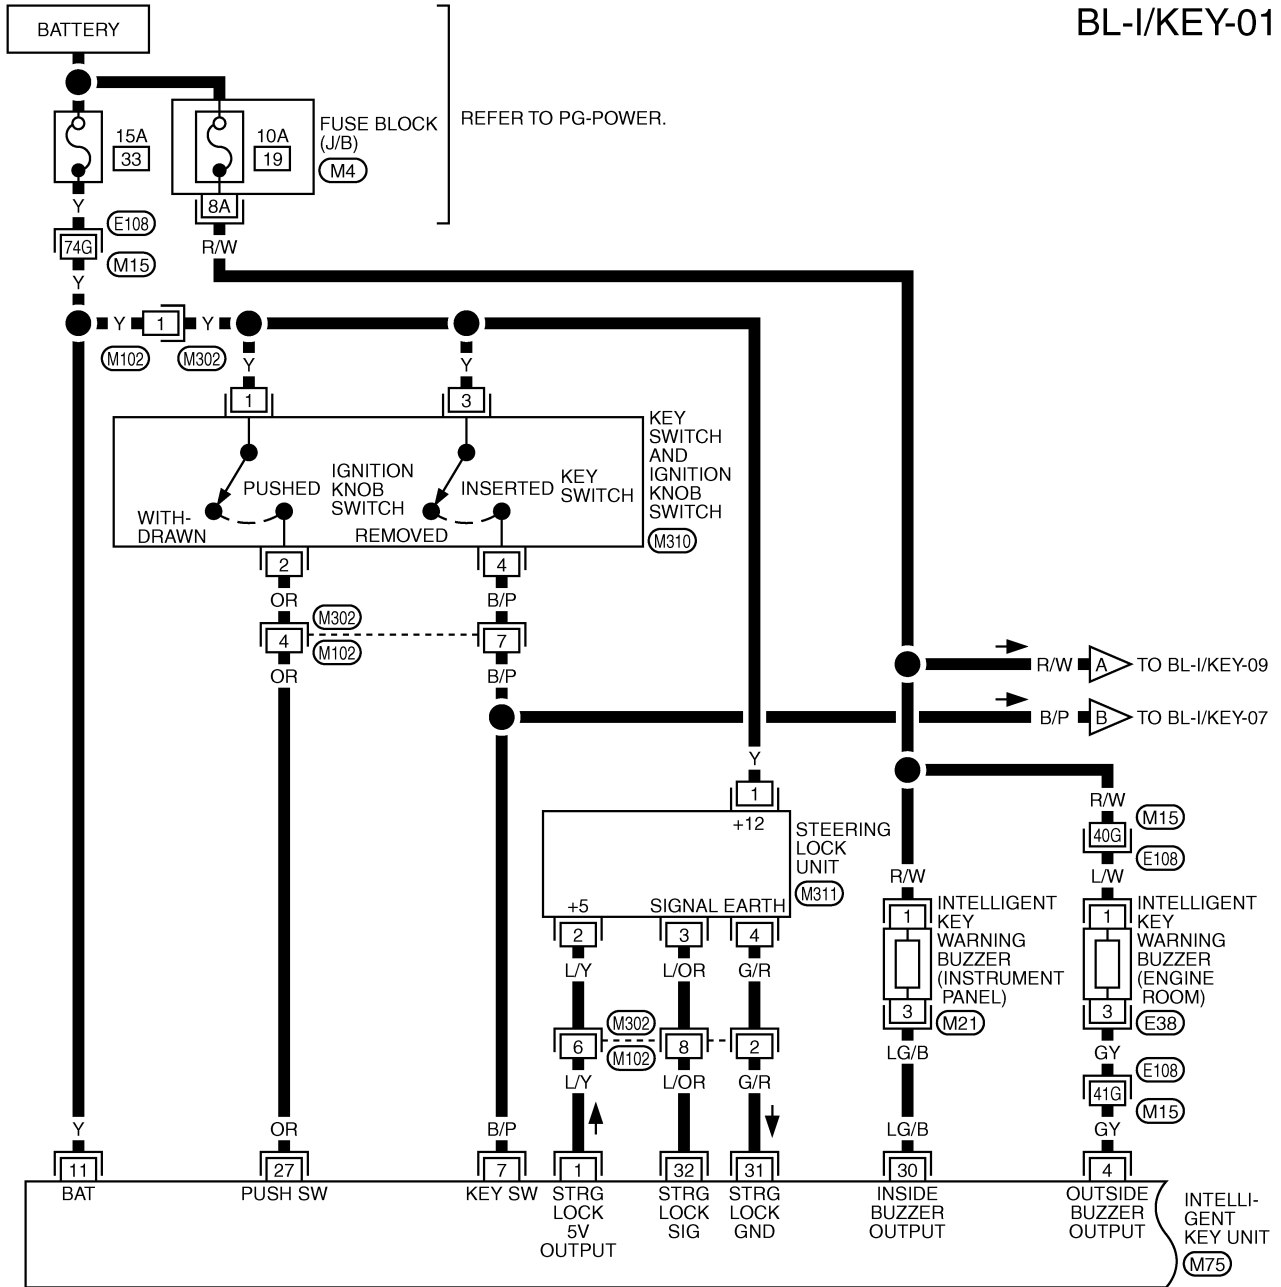 BL-I/KEY-01
BATTERY
15A
33
10A
19
FUSE BLOCK
(J/B)
M4
REFER TO PG-POWER.
Y
8A
E108
74G
R/W
M15
Y
Y
1
Y
M102
M302
Y
Y
1
3
KEY
SWITCH
AND
IGNITION
KNOB
SWITCH
M310
PUSHED
IGNITION
KNOB
SWITCH
INSERTED
KEY
SWITCH
WITH-
DRAWN
REMOVED
2
4
OR
B/P
M302
4
7
M102
OR
B/P
R/W
A
TO BL-I/KEY-09
B/P
B
TO BL-I/KEY-07
Y
1
+12
STEERING
LOCK
UNIT
M311
+5
SIGNAL
EARTH
2
3
4
L/Y
L/OR
G/R
M302
6
8
2
M102
L/Y
L/OR
G/R
R/W
M15
40G
E108
R/W
L/W
1
INTELLIGENT
KEY
WARNING
BUZZER
(INSTRUMENT
PANEL)
3
M21
1
INTELLIGENT
KEY
WARNING
BUZZER
(ENGINE
ROOM)
3
E38
LG/B
GY
E108
41G
M15
Y
OR
B/P
LG/B
GY
11
27
7
1
32
31
30
4
BAT
PUSH SW
KEY SW
STRG
LOCK
5V
OUTPUT
STRG
LOCK
SIG
STRG
LOCK
GND
INSIDE
BUZZER
OUTPUT
OUTSIDE
BUZZER
OUTPUT
INTELLI-
GENT
KEY UNIT
M75